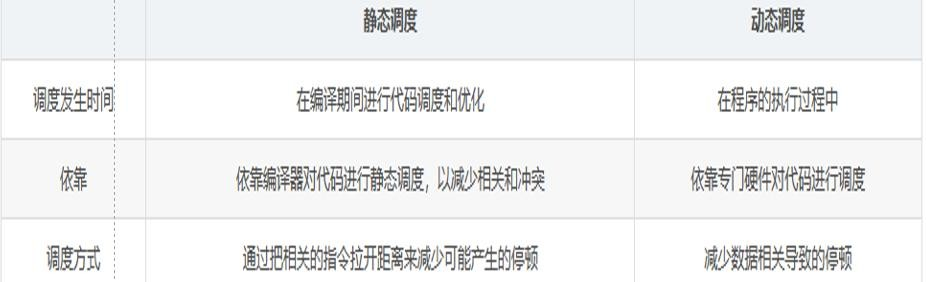 静态调度 动态调度
调度发生时间 在编译期间进行代码调度和优化 在程序的执行过程中
依靠 依靠编译器对代码进行静态调度，以减少相关和冲突 依靠专门硬件对代码进行调度
调度方式 通过把相关的指令拉开距离来减少可能产生的停顿 减少数据相关导致的停顿